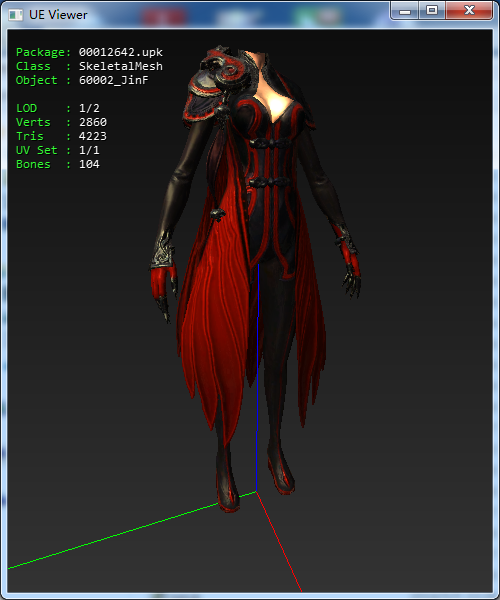 UE Viewer
Package: 00012642.upk
Class : SkeletalMesh
Object : 60002_JinF
LOD : 1/2
Verts : 2860
Tris : 4223
UV Set : 1/1
Bones : 104